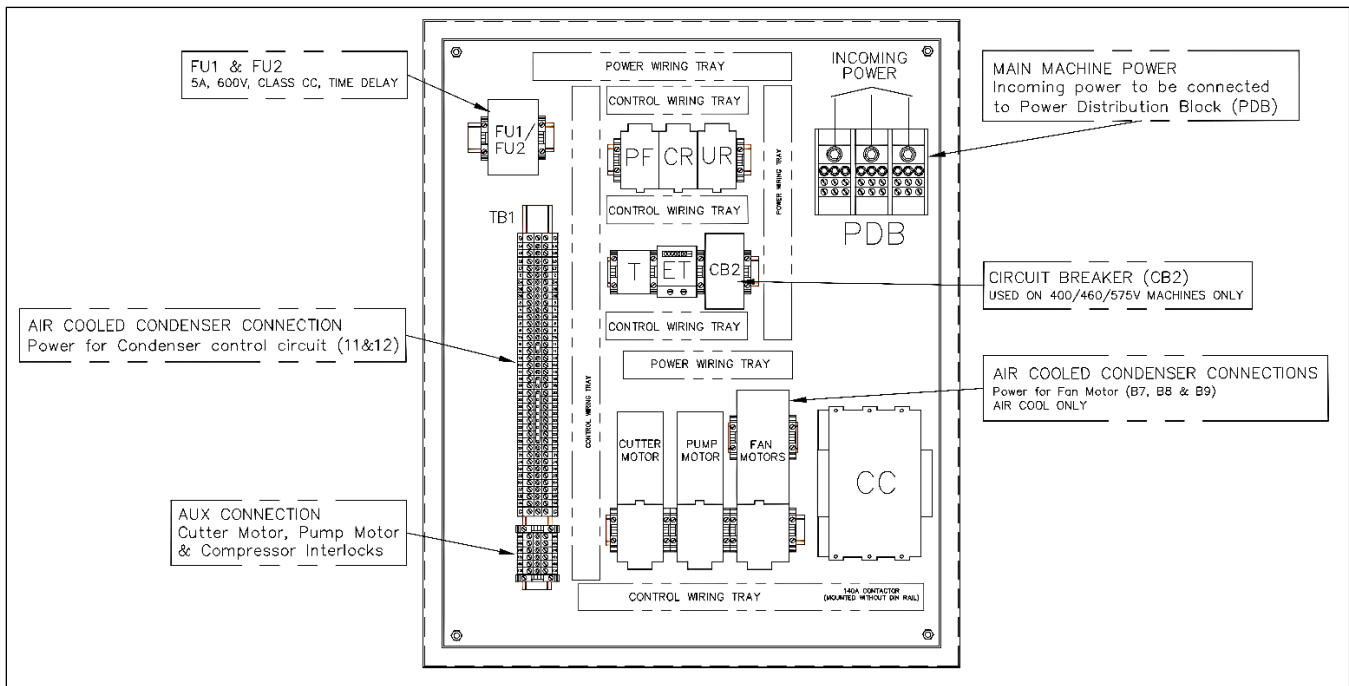 FU1 & FU2
5A, 600V, CLASS CC, TIME DELAY
AIR COOLED CONDENSER CONNECTION
Power for Condenser control circuit (11&12)
AUX CONNECTION
Cutter Motor, Pump Motor
& Compressor Interlocks
POWER WIRING TRAY
CONTROL WIRING TRAY
INCOMING
POWER
FU1/
FU2
PF
CR
UR
POWER WIRING TRAY
CONTROL WIRING TRAY
PDB
TB1
T
ET
CB2
CONTROL WIRING TRAY
POWER WIRING TRAY
CONTROL WIRING TRAY
CUTTER
MOTOR
PUMP
MOTOR
FAN
MOTORS
CC
CONTROL WIRING TRAY
140A CONTACTOR
(MOUNTED WITHOUT DIN RAIL)
MAIN MACHINE POWER
Incoming power to be connected
to Power Distribution Block (PDB)
CIRCUIT BREAKER (CB2)
USED ON 400/460/575V MACHINES ONLY
AIR COOLED CONDENSER CONNECTIONS
Power for Fan Motor (B7, B8 & B9)
AIR COOL ONLY